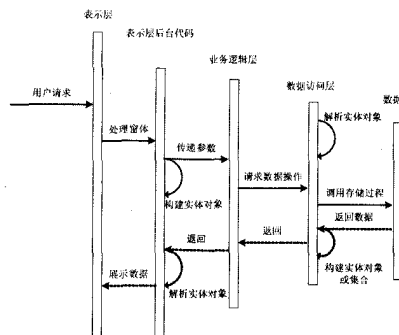 表示层
表示层后台代码
业务逻辑层
数据访问层
数据
用户请求
处理窗体
传递参数
构建实体对象
请求数据操作
解析实体对象
调用存储过程
返回数据
构建实体对象
或集合
返回
返回
解析实体对象
展示数据